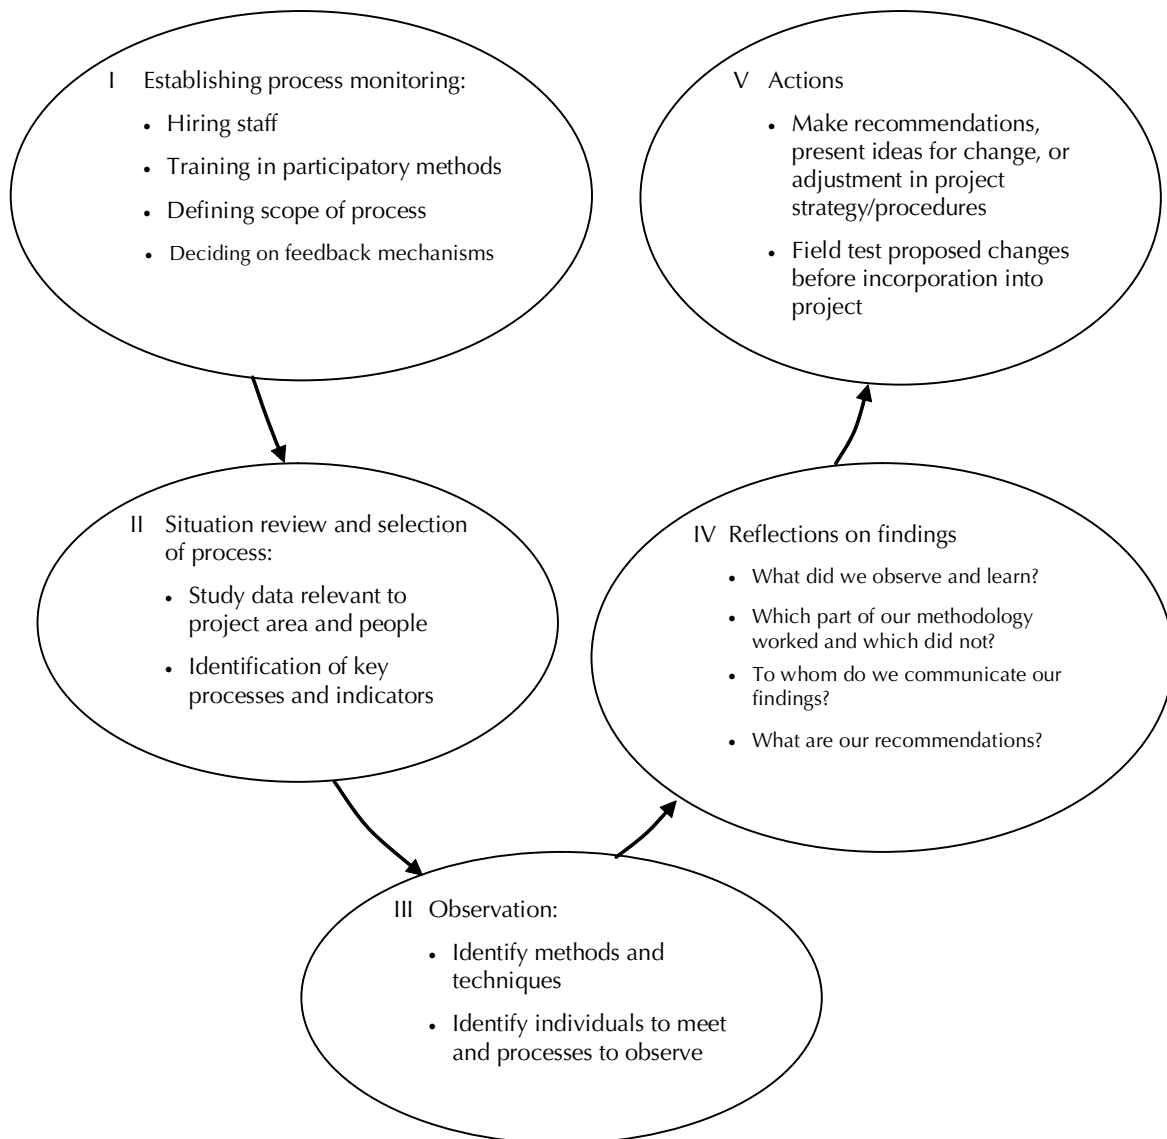 I Establishing process monitoring:
• Hiring staff
• Training in participatory methods
• Defining scope of process
• Deciding on feedback mechanisms
II Situation review and selection
of process:
• Study data relevant to
project area and people
• Identification of key
processes and indicators
III Observation:
• Identify methods and
techniques
• Identify individuals to meet
and processes to observe
IV Reflections on findings
• What did we observe and learn?
• Which part of our methodology
worked and which did not?
• To whom do we communicate our
findings?
• What are our recommendations?
V Actions
• Make recommendations,
present ideas for change, or
adjustment in project
strategy/procedures
• Field test proposed changes
before incorporation into
project